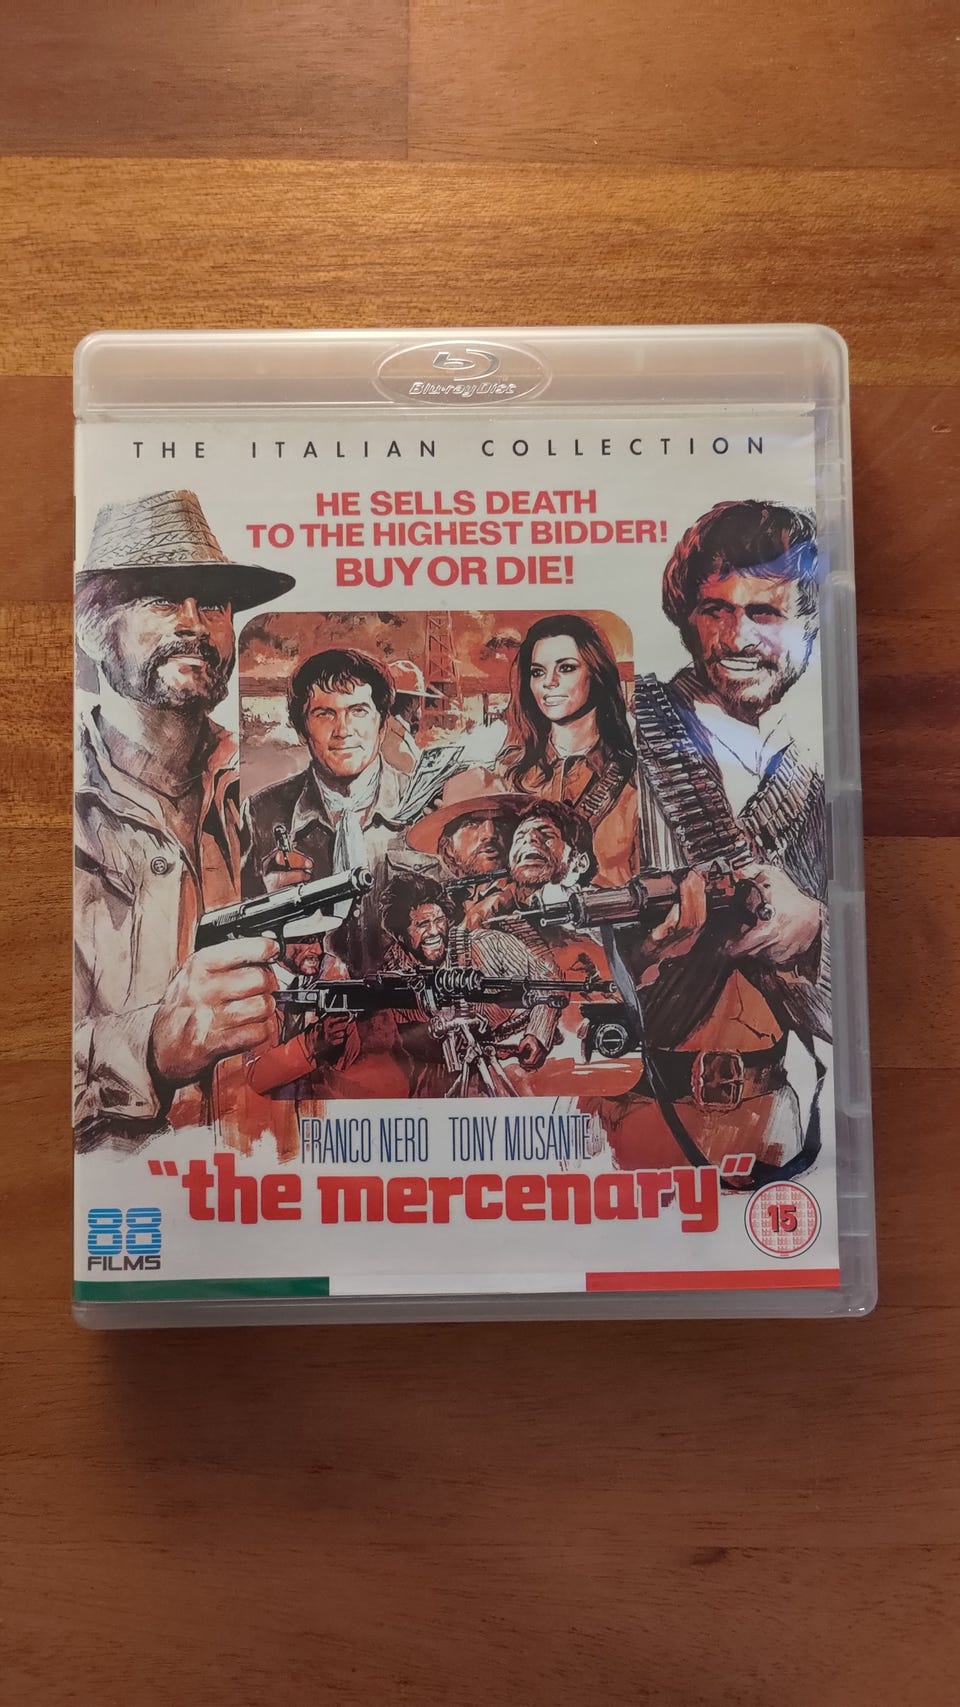 Blu-ray Disc
THE ITALIAN COLLECTION
HE SELLS DEATH
TO THE HIGHEST BIDDER!
BUY OR DIE!
FRANCO NERO TONY MUSANTE
"the mercenary"
15
88
FILMS